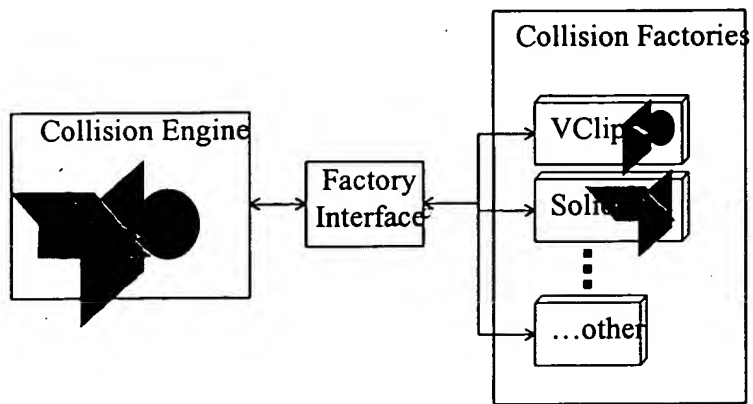 Collision Factories
Collision Engine
VClip
Factory
Interface
...other